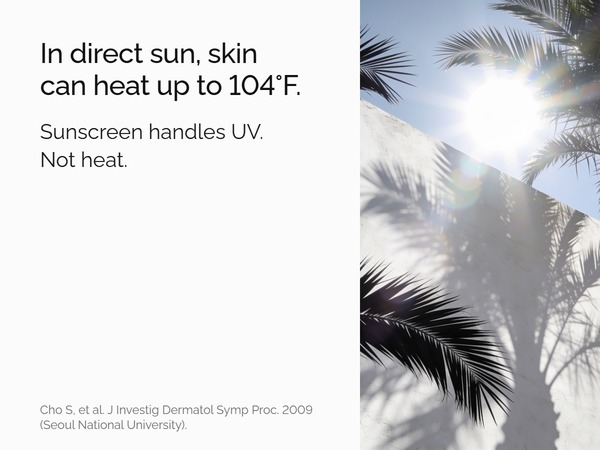 In direct sun, skin
can heat up to 104°F.
Sunscreen handles UV.
Not heat.
Cho S, et al. J Investig Dermatol Symp Proc. 2009
(Seoul National University).